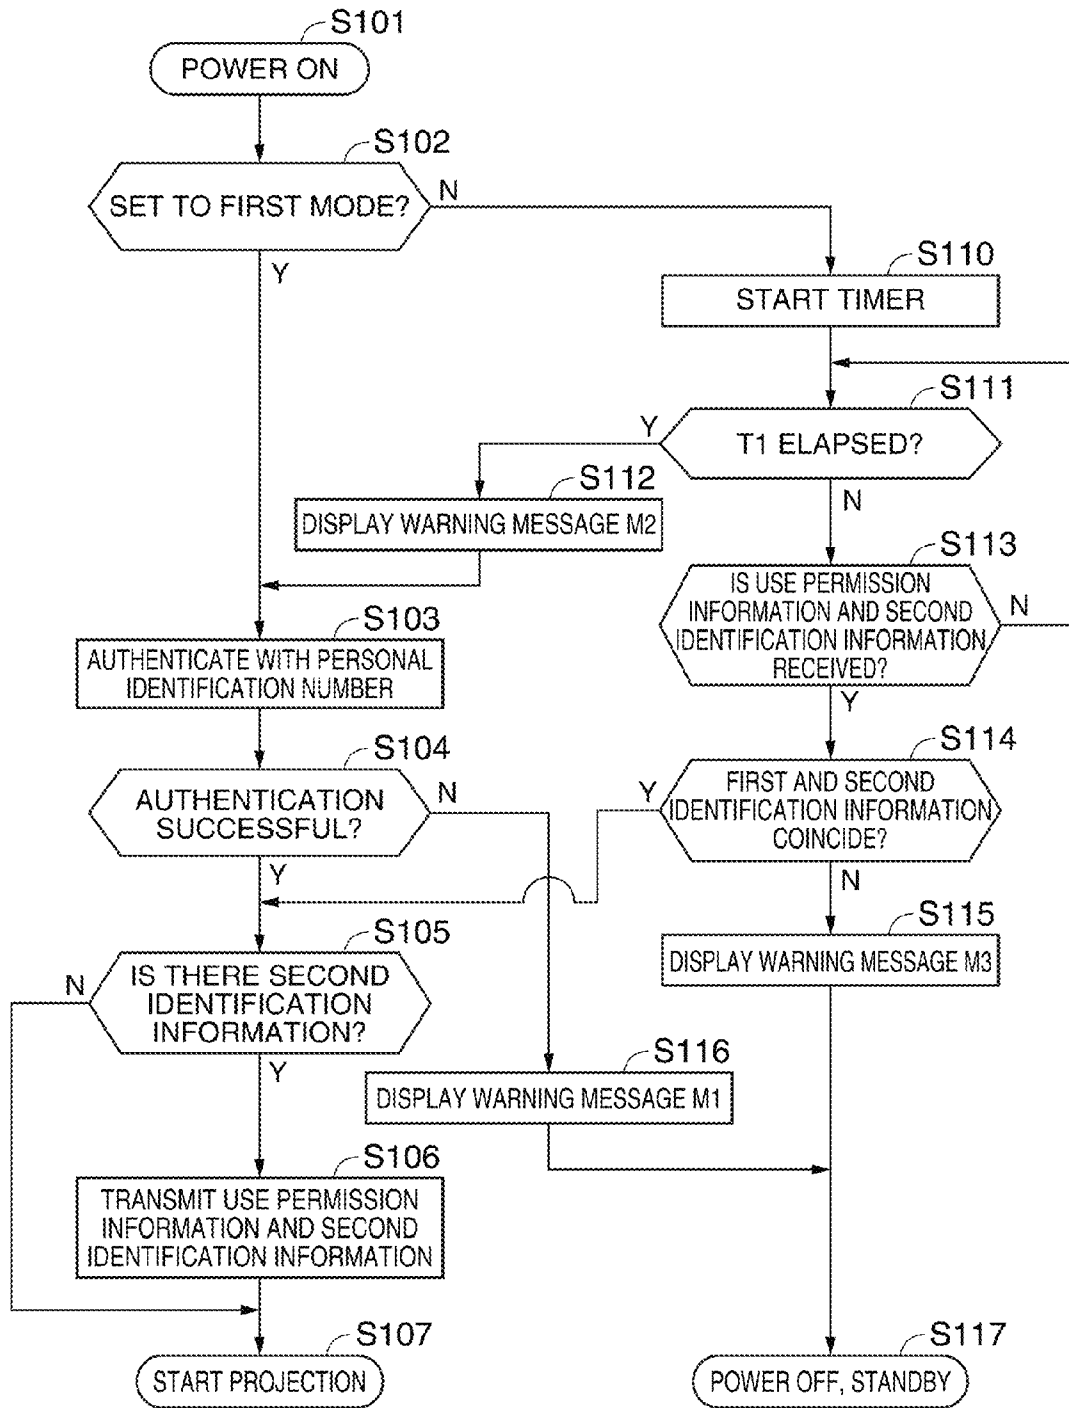 S101
POWER ON
S102
SET TO FIRST MODE?
N
Y
S110
START TIMER
S111
T1 ELAPSED?
Y
N
S112
DISPLAY WARNING MESSAGE M2
S113
IS USE PERMISSION
INFORMATION AND SECOND
IDENTIFICATION INFORMATION
RECEIVED?
N
Y
S103
AUTHENTICATE WITH PERSONAL
IDENTIFICATION NUMBER
S104
AUTHENTICATION
SUCCESSFUL?
N
Y
S114
FIRST AND SECOND
IDENTIFICATION INFORMATION
COINCIDE?
Y
N
S105
IS THERE SECOND
IDENTIFICATION
INFORMATION?
N
Y
S115
DISPLAY WARNING MESSAGE M3
S116
DISPLAY WARNING MESSAGE M1
S106
TRANSMIT USE PERMISSION
INFORMATION AND SECOND
IDENTIFICATION INFORMATION
S107
START PROJECTION
S117
POWER OFF, STANDBY